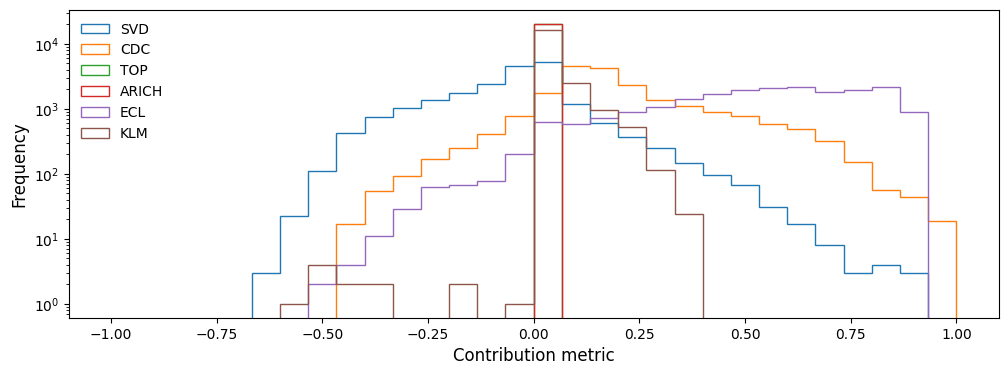 SVD
CDC
TOP
ARICH
ECL
KLM
Frequency
10⁴
10³
10²
10¹
10⁰
−1.00 −0.75 −0.50 −0.25 0.00 0.25 0.50 0.75 1.00
Contribution metric